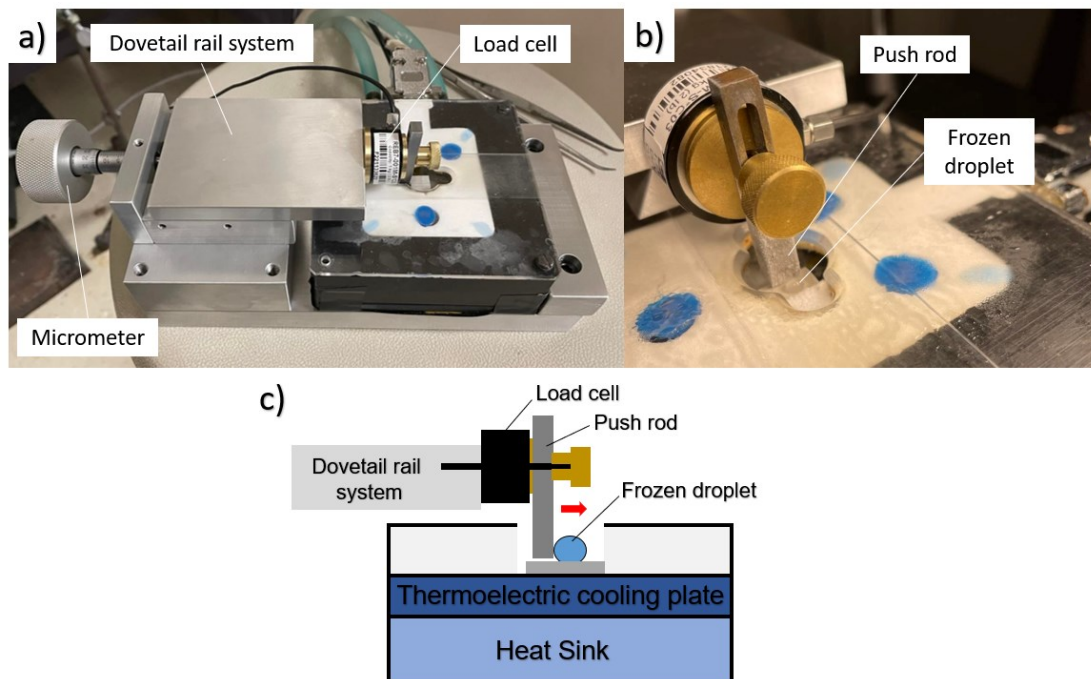 a)
Dovetail rail system
Load cell
Micrometer
b)
Push rod
Frozen
droplet
c)
Load cell
Push rod
Dovetail rail
system
Frozen droplet
Thermoelectric cooling plate
Heat Sink